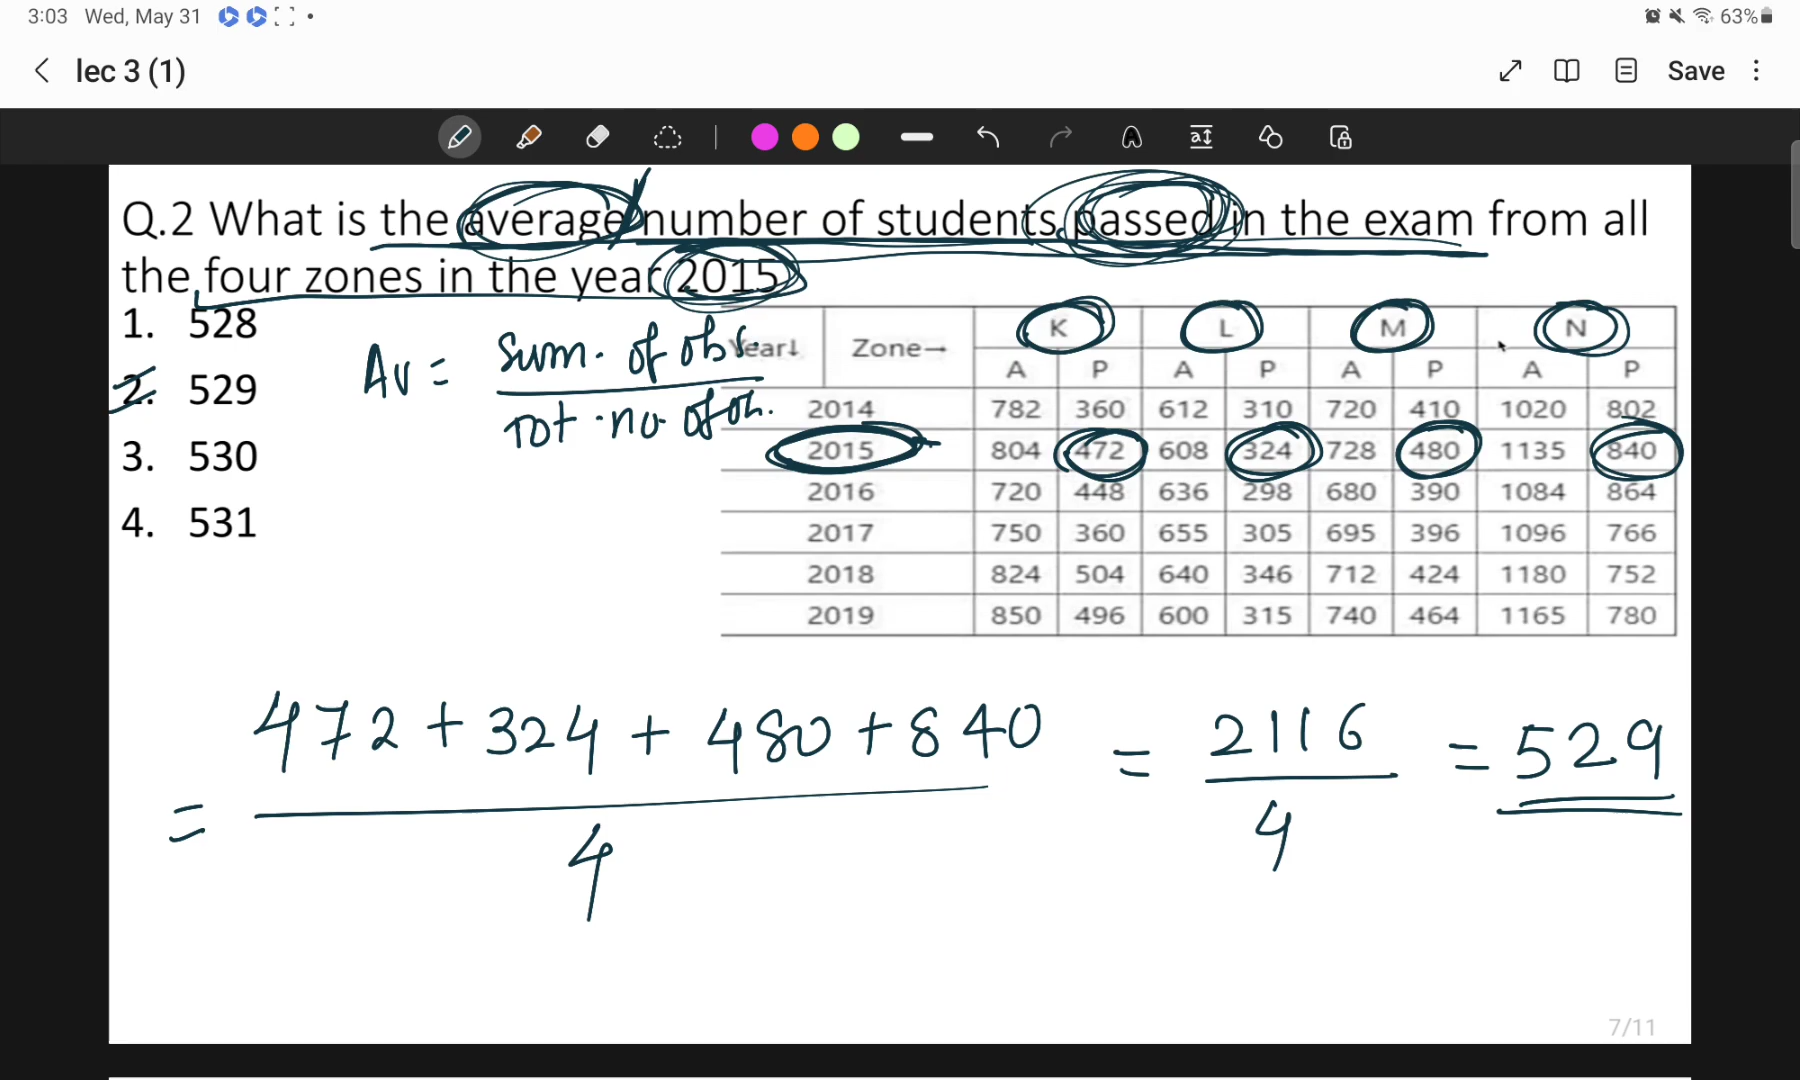 3:03 Wed, May 31
63%
lec 3 (1)
Save
Q.2 What is the average number of students passed in the exam from all
the four zones in the year 2015
1. 528
2. 529
3. 530
4. 531
Av = sum. of obs.
Tot. no. of ob.
Year↓ Zone→ K L M N
A P A P A P A P
2014 782 360 612 310 720 410 1020 802
2015 804 472 608 324 728 480 1135 840
2016 720 448 636 298 680 390 1084 864
2017 750 360 655 305 695 396 1096 766
2018 824 504 640 346 712 424 1180 752
2019 850 496 600 315 740 464 1165 780
= 472 + 324 + 480 + 840 = 2116 = 529
4 4
7/11